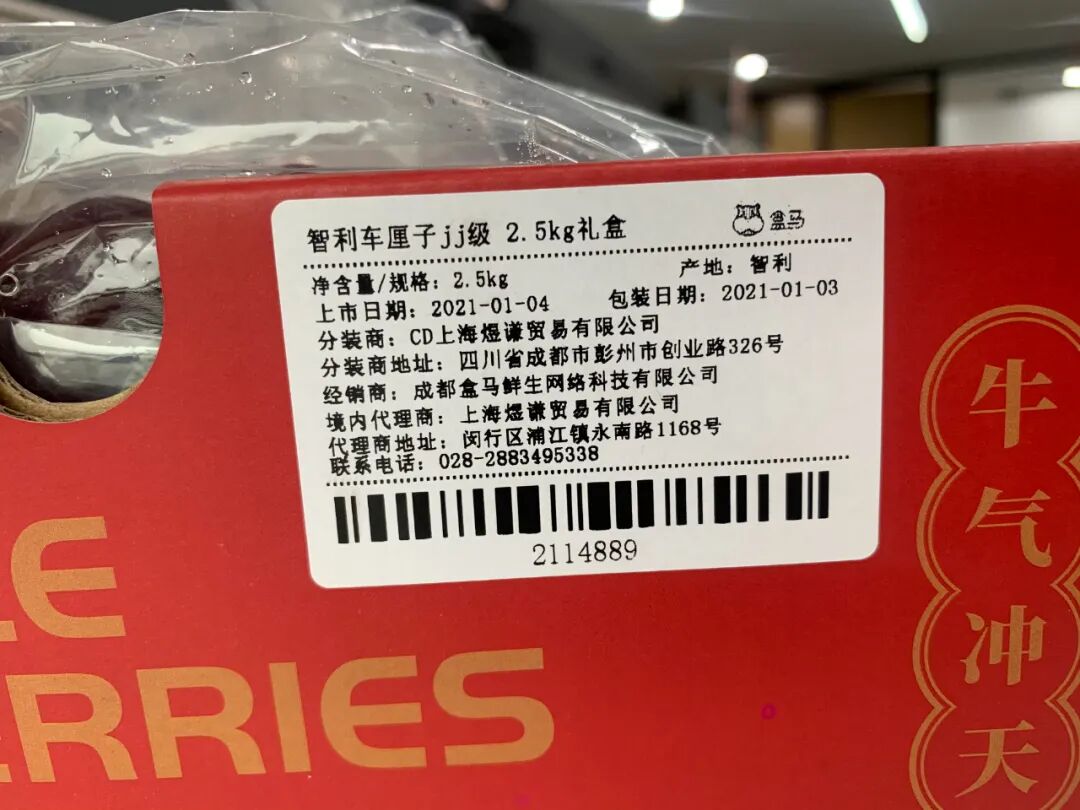 智利车厘子jj级 2.5kg礼盒
盒马
净含量/规格: 2.5kg 产地: 智利
上市日期: 2021-01-04 包装日期: 2021-01-03
分装商: CD上海煜谦贸易有限公司
分装商地址: 四川省成都市彭州市创业路326号
经销商: 成都盒马鲜生网络科技有限公司
境内代理商: 上海煜谦贸易有限公司
代理商地址: 闵行区浦江镇永南路1168号
联系电话: 028-2883495338
2114889
LE
ERRIES
牛气冲天